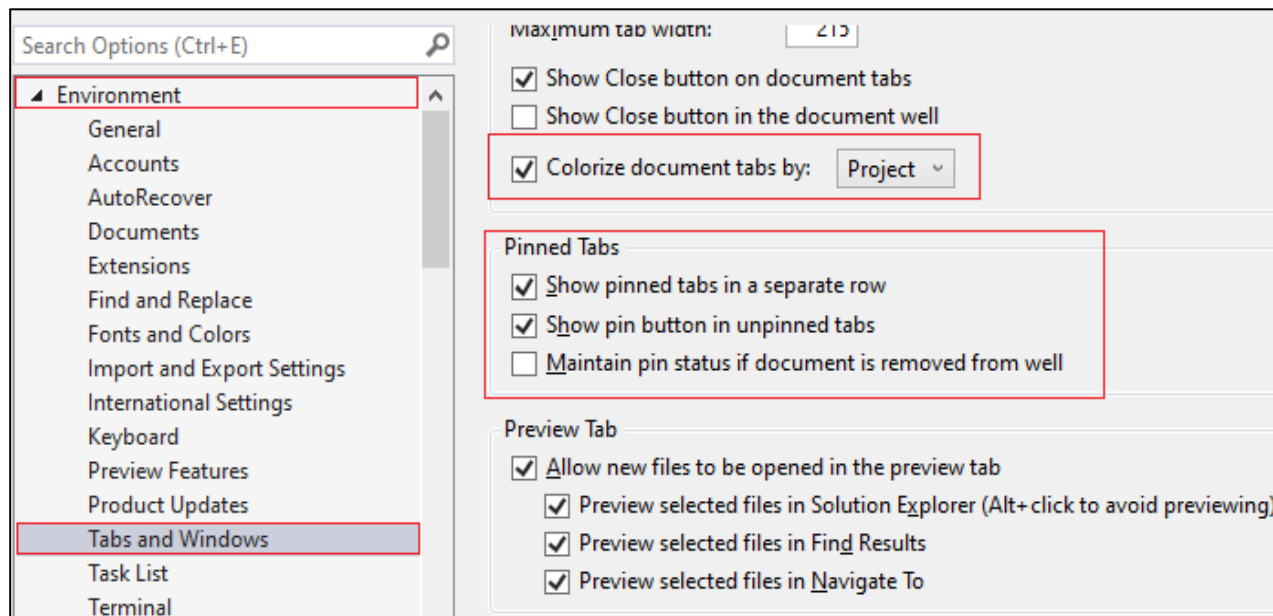 Search Options (Ctrl+E)
Environment
General
Accounts
AutoRecover
Documents
Extensions
Find and Replace
Fonts and Colors
Import and Export Settings
International Settings
Keyboard
Preview Features
Product Updates
Tabs and Windows
Task List
Terminal
Maximum tab width: 215
Show Close button on document tabs
Show Close button in the document well
Colorize document tabs by: Project
Pinned Tabs
Show pinned tabs in a separate row
Show pin button in unpinned tabs
Maintain pin status if document is removed from well
Preview Tab
Allow new files to be opened in the preview tab
Preview selected files in Solution Explorer (Alt+click to avoid previewing)
Preview selected files in Find Results
Preview selected files in Navigate To